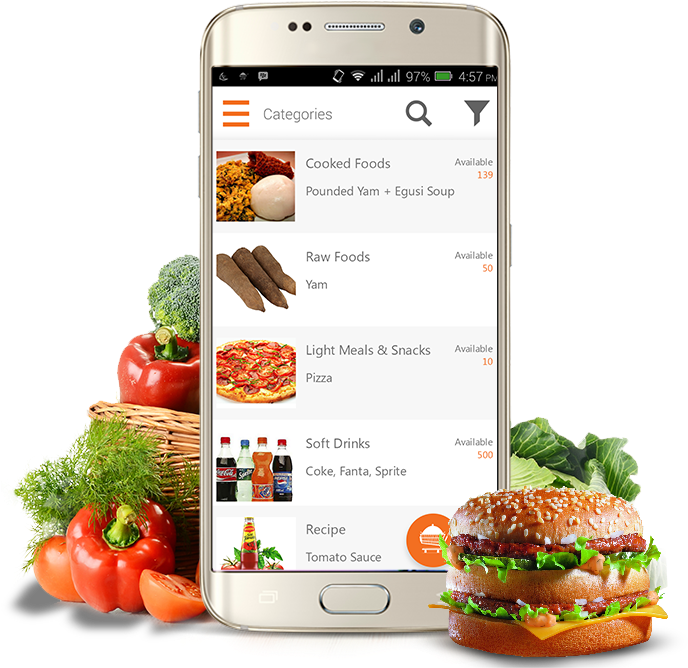 97% 4:57 PM
Categories
Cooked Foods Available
139
Pounded Yam + Egusi Soup
Raw Foods Available
50
Yam
Light Meals & Snacks Available
10
Pizza
Soft Drinks Available
500
Coke, Fanta, Sprite
Recipe
Tomato Sauce